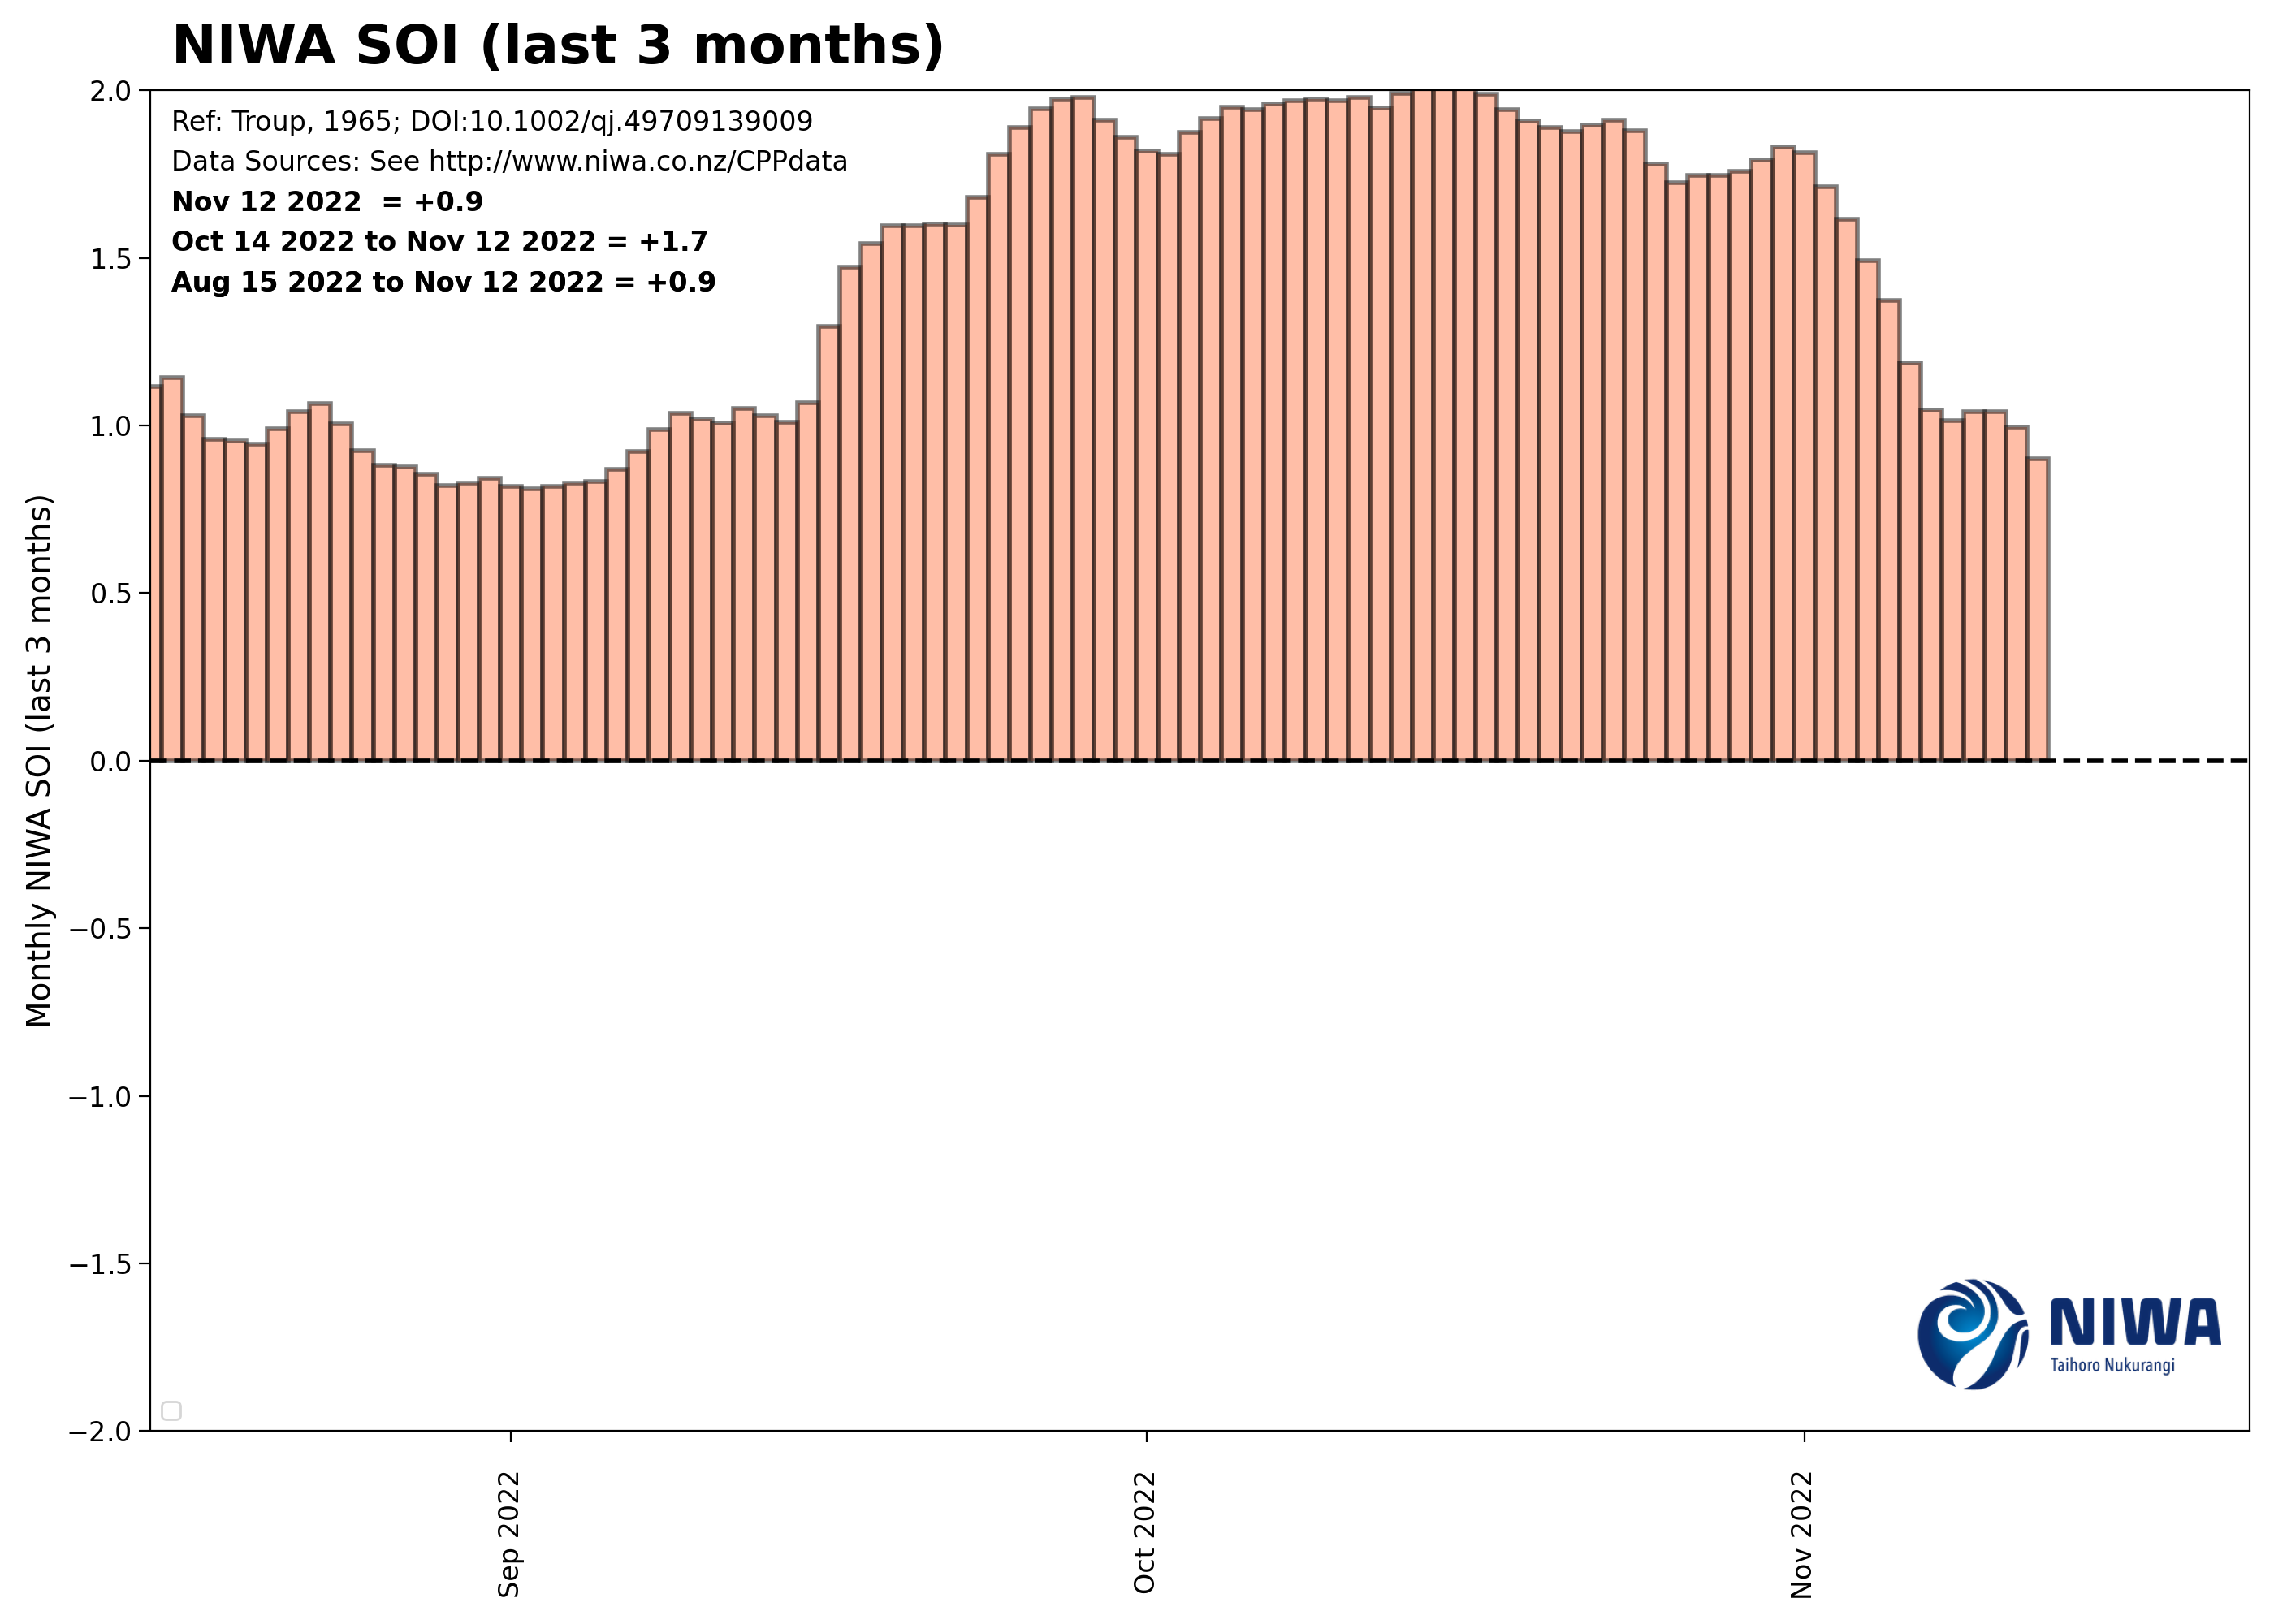 NIWA SOI (last 3 months)
Ref: Troup, 1965; DOI:10.1002/qj.49709139009
Data Sources: See http://www.niwa.co.nz/CPPdata
Nov 12 2022  = +0.9
Oct 14 2022 to Nov 12 2022 = +1.7
Aug 15 2022 to Nov 12 2022 = +0.9
Monthly NIWA SOI (last 3 months)
2.0
1.5
1.0
0.5
0.0
−0.5
−1.0
−1.5
−2.0
Sep 2022
Oct 2022
Nov 2022
NIWA
Taihoro Nukurangi